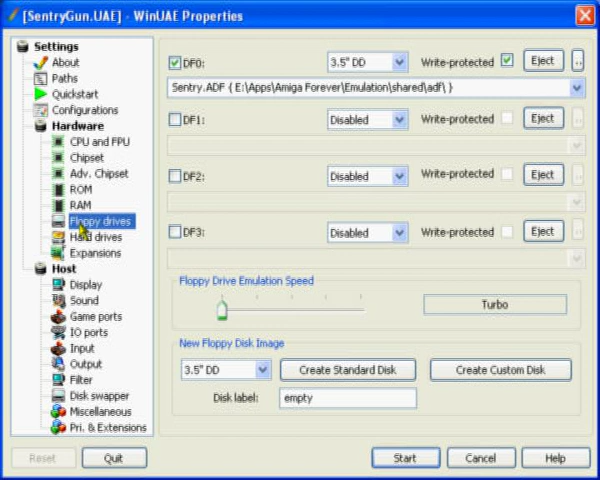 [SentryGun.UAE] - WinUAE Properties
Settings
About
Paths
Quickstart
Configurations
Hardware
CPU and FPU
Chipset
Adv. Chipset
ROM
RAM
Floppy drives
Hard drives
Expansions
Host
Display
Sound
Game ports
IO ports
Input
Output
Filter
Disk swapper
Miscellaneous
Pri. & Extensions
DF0: 3.5" DD Write-protected Eject ..
Sentry.ADF { E:\Apps\Amiga Forever\Emulation\shared\adf\ }
DF1: Disabled Write-protected Eject ..
DF2: Disabled Write-protected Eject ..
DF3: Disabled Write-protected Eject ..
Floppy Drive Emulation Speed
Turbo
New Floppy Disk Image
3.5" DD Create Standard Disk Create Custom Disk
Disk label: empty
Reset Quit Start Cancel Help